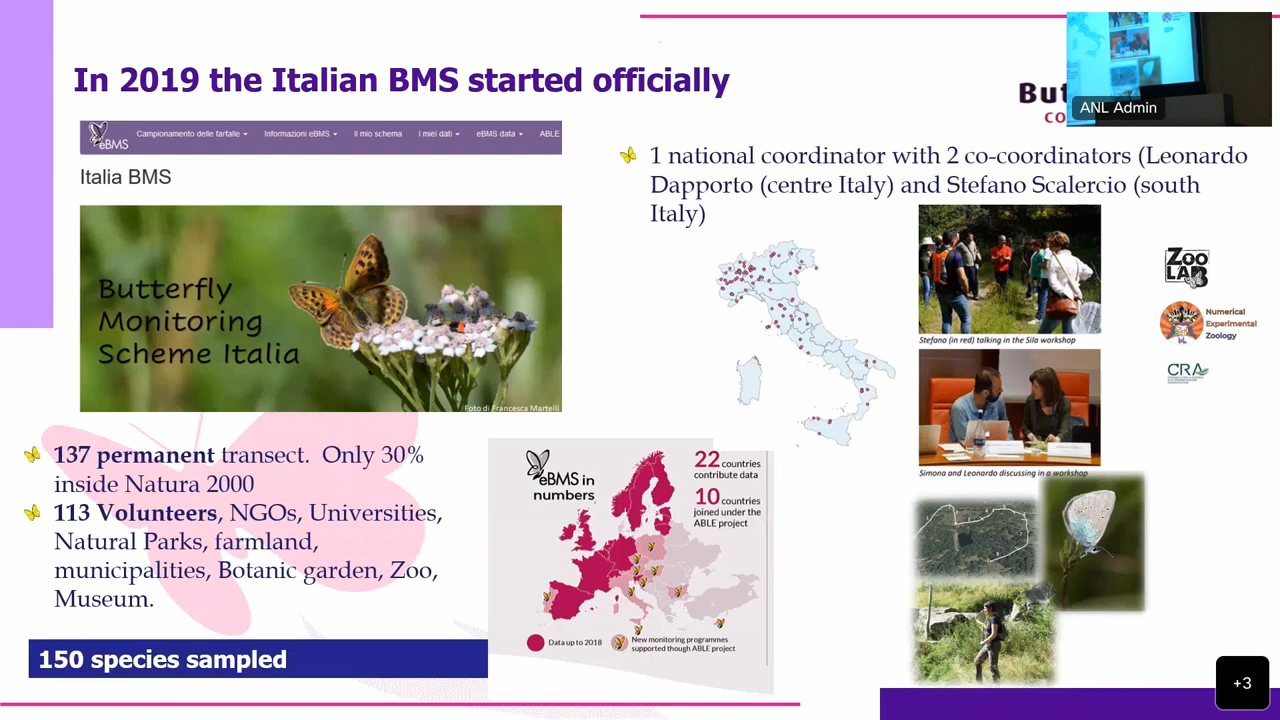 In 2019 the Italian BMS started officially
ANL Admin
eBMS
Campionamento delle farfalle
Informazioni eBMS
Il mio schema
I miei dati
eBMS data
ABLE
Italia BMS
Butterfly
Monitoring
Scheme Italia
Foto di Francesca Martelli
137 permanent transect. Only 30%
inside Natura 2000
113 Volunteers, NGOs, Universities,
Natural Parks, farmland,
municipalities, Botanic garden, Zoo,
Museum.
150 species sampled
1 national coordinator with 2 co-coordinators (Leonardo
Dapporto (centre Italy) and Stefano Scalercio (south
Italy)
Stefano (in red) talking in the Sila workshop
Simona and Leonardo discussing in a workshop
Zoo
LAB
Numerical
Experimental
Zoology
CRA
eBMS in
numbers
22 countries
contribute data
10 countries
joined under the
ABLE project
Data up to 2018
New monitoring programmes
supported though ABLE project
+3